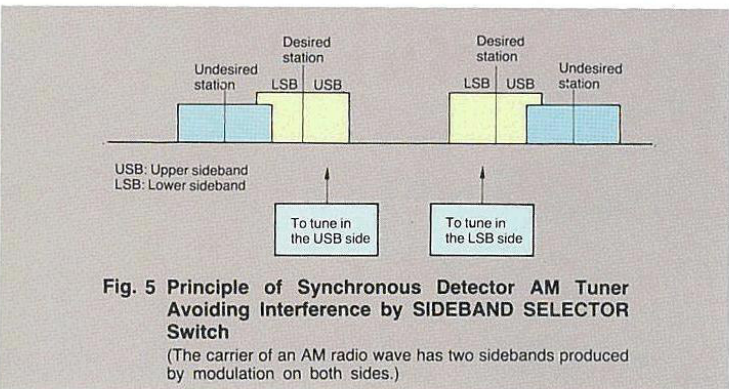 Desired
station
Undesired
station
LSB USB
Desired
station
LSB USB
Undesired
station
USB: Upper sideband
LSB: Lower sideband
To tune in
the USB side
To tune in
the LSB side
Fig. 5 Principle of Synchronous Detector AM Tuner
Avoiding Interference by SIDEBAND SELECTOR
Switch
(The carrier of an AM radio wave has two sidebands produced
by modulation on both sides.)